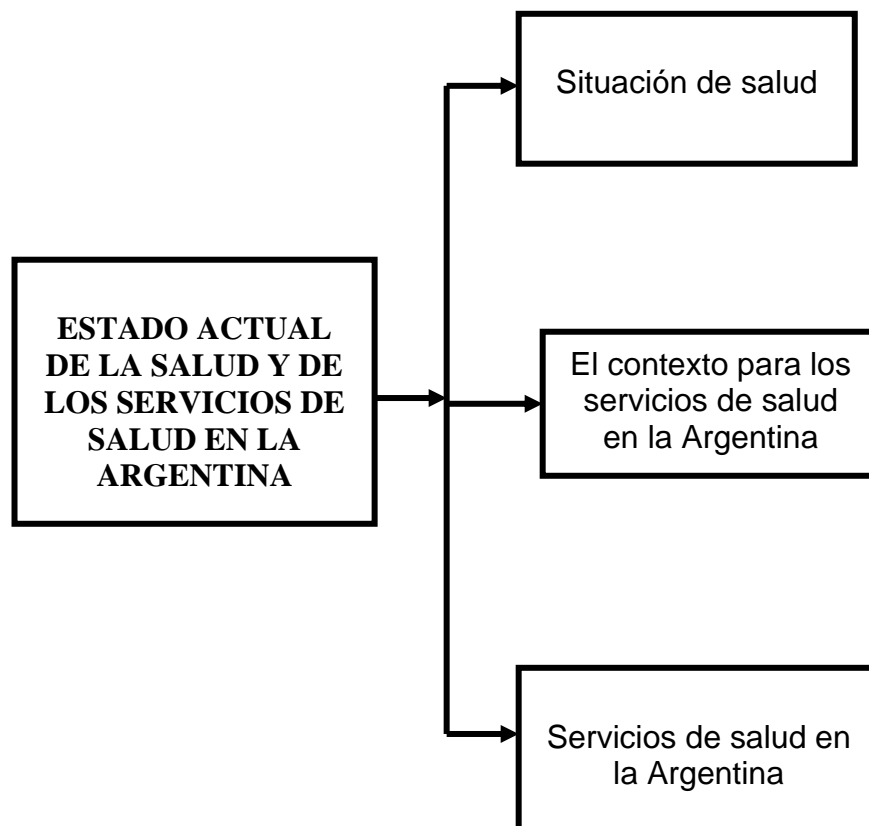 Situación de salud
ESTADO ACTUAL
DE LA SALUD Y DE
LOS SERVICIOS DE
SALUD EN LA
ARGENTINA
El contexto para los
servicios de salud
en la Argentina
Servicios de salud en
la Argentina